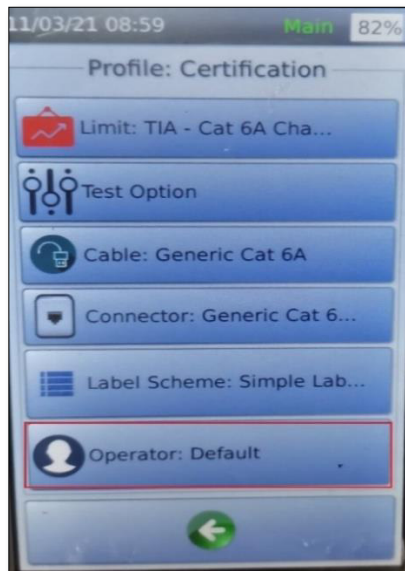 11/03/21 08:59 Main 82%
Profile: Certification
Limit: TIA - Cat 6A Cha...
Test Option
Cable: Generic Cat 6A
Connector: Generic Cat 6...
Label Scheme: Simple Lab...
Operator: Default